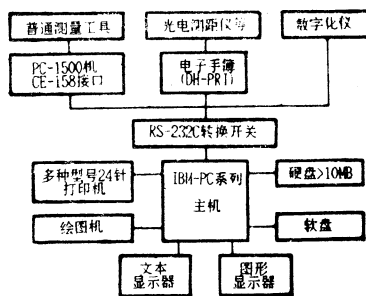 普通测量工具
光电测距仪等
数字化仪
PC-1500机
CE-158接口
电子手簿
(DH-PR1)
RS-232C转换开关
多种型号24针
打印机
IBM-PC系列
主机
硬盘>10MB
绘图机
软盘
文本
显示器
图形
显示器